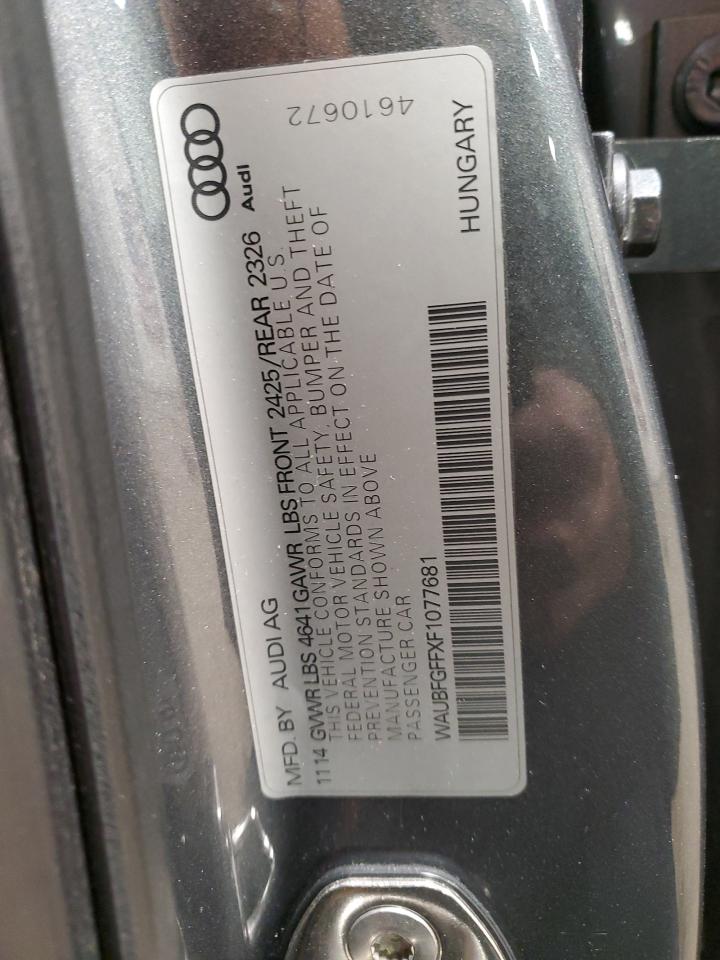 MFD. BY AUDI AG
Audi
1114 GVWR LBS 4641 GAWR LBS FRONT 2425/REAR 2326
THIS VEHICLE CONFORMS TO ALL APPLICABLE U.S.
FEDERAL MOTOR VEHICLE SAFETY, BUMPER AND THEFT
PREVENTION STANDARDS IN EFFECT ON THE DATE OF
MANUFACTURE SHOWN ABOVE
PASSENGER CAR
WAUBFGFFXF1077681
HUNGARY
4610672